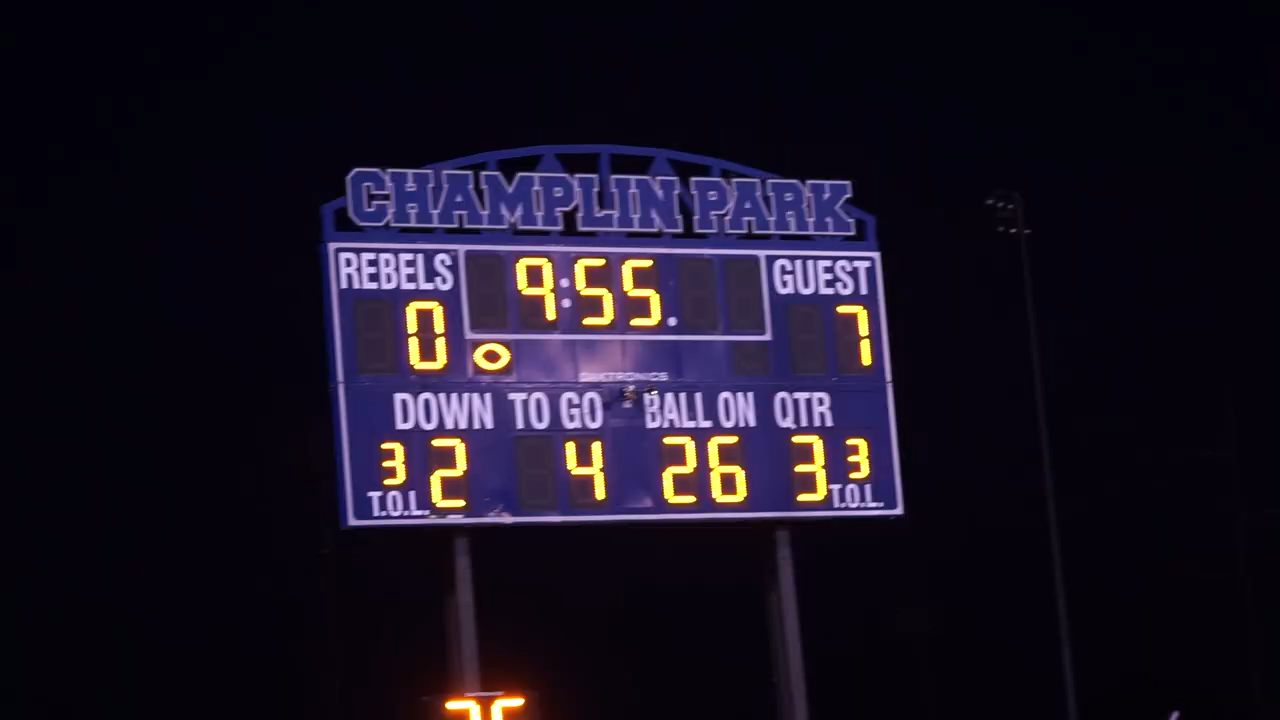 CHAMPLIN PARK
REBELS 9:55. GUEST
0 7
DAKTRONICS
DOWN TO GO BALL ON QTR
3 2 4 26 3 3
T.O.L. T.O.L.